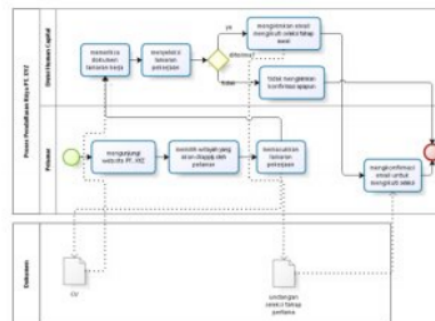 Proses Pendaftaran Kerja PT. XYZ
Divisi Human Capital
Pelamar
Dokumen
memeriksa
dokumen
lamaran kerja
menyeleksi
lamaran
pekerjaan
diterima?
ya
tidak
mengirimkan email
mengikuti seleksi tahap
awal
tidak mengirimkan
konfirmasi apapun
mengunjungi
website PT. XYZ
memilih wilayah yang
akan dilapis oleh
pelamar
memasukkan
lamaran
pekerjaan
mengkonfirmasi
email untuk
mengikuti seleksi
CV
undangan
seleksi tahap
pertama